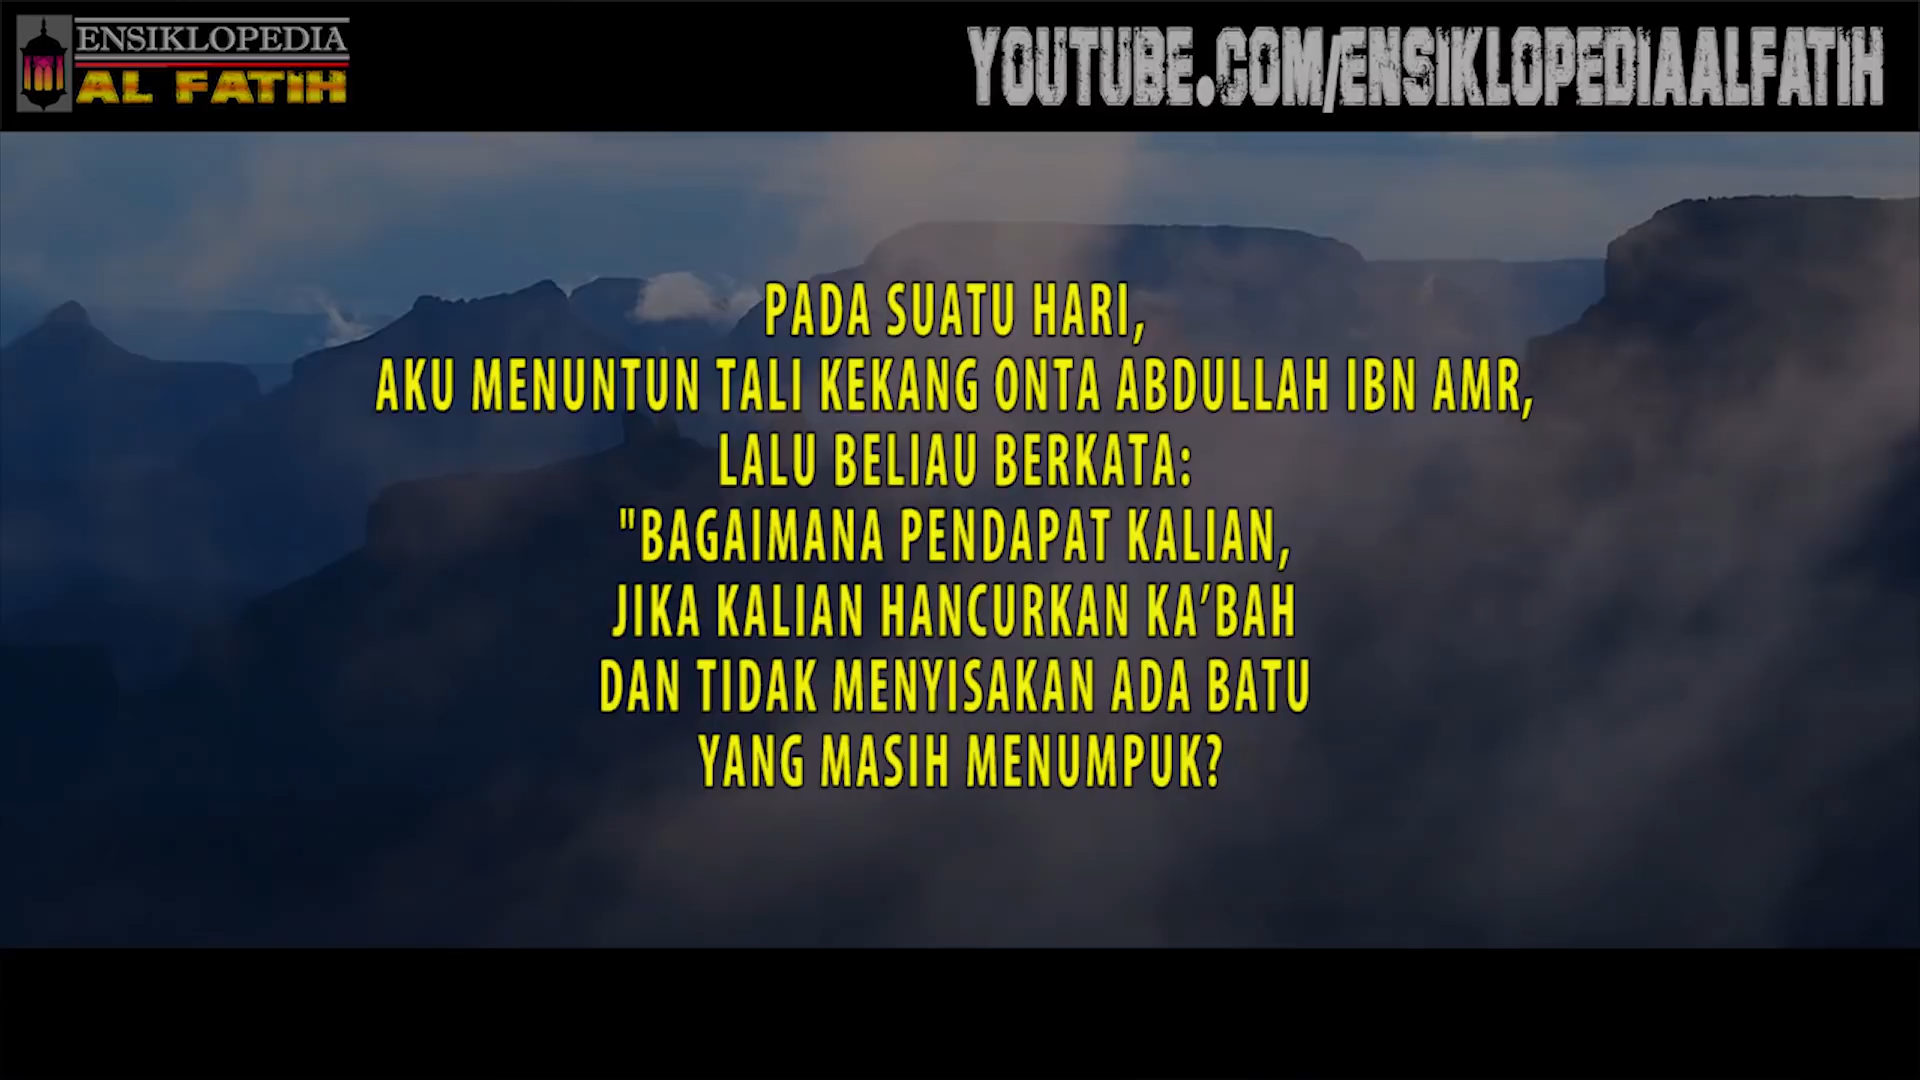 ENSIKLOPEDIA
AL FATIH
YOUTUBE.COM/ENSIKLOPEDIAALFATIH
PADA SUATU HARI,
AKU MENUNTUN TALI KEKANG ONTA ABDULLAH IBN AMR,
LALU BELIAU BERKATA:
"BAGAIMANA PENDAPAT KALIAN,
JIKA KALIAN HANCURKAN KA’BAH
DAN TIDAK MENYISAKAN ADA BATU
YANG MASIH MENUMPUK?